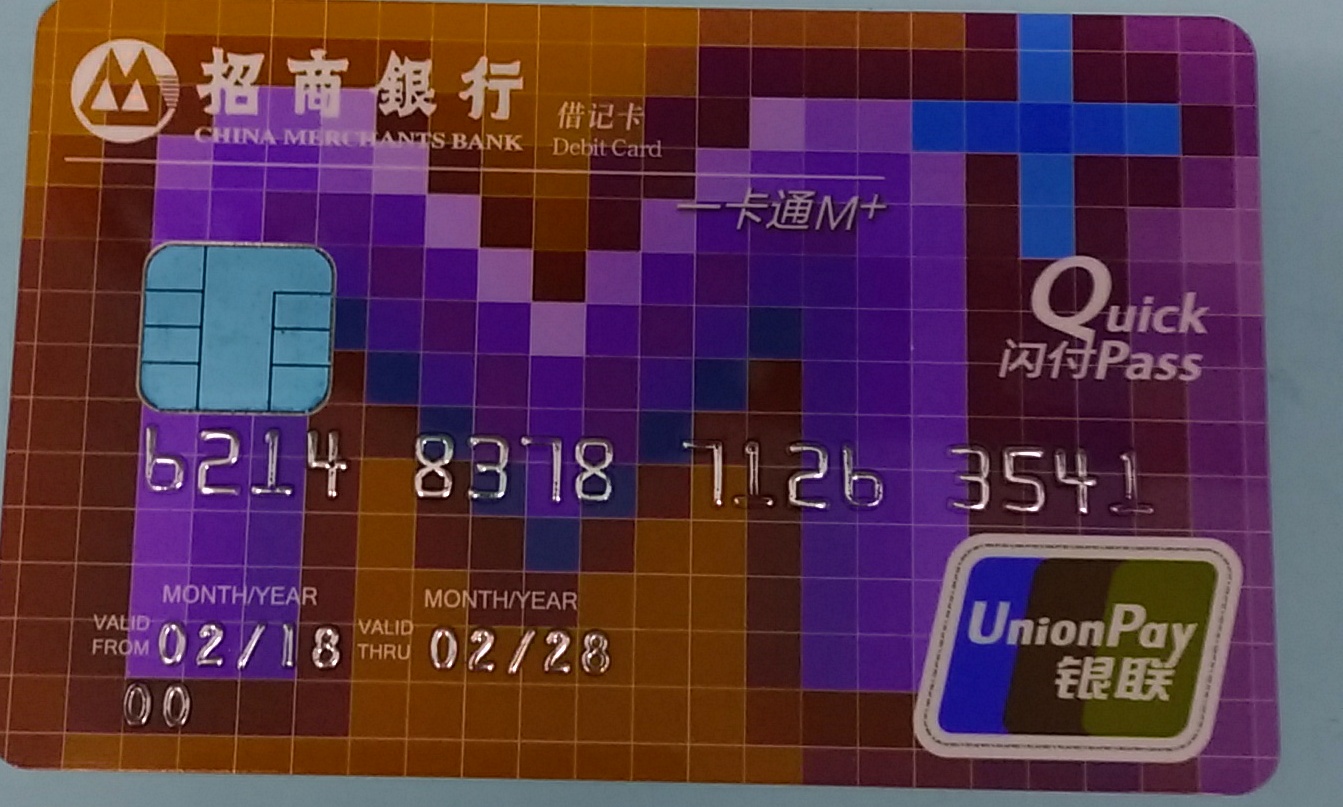 招商銀行
CHINA MERCHANTS BANK
借记卡
Debit Card
一卡通M+
Quick
闪付Pass
6214 8378 7126 3541
MONTH/YEAR MONTH/YEAR
VALID FROM 02/18 VALID THRU 02/28
00
UnionPay
银联